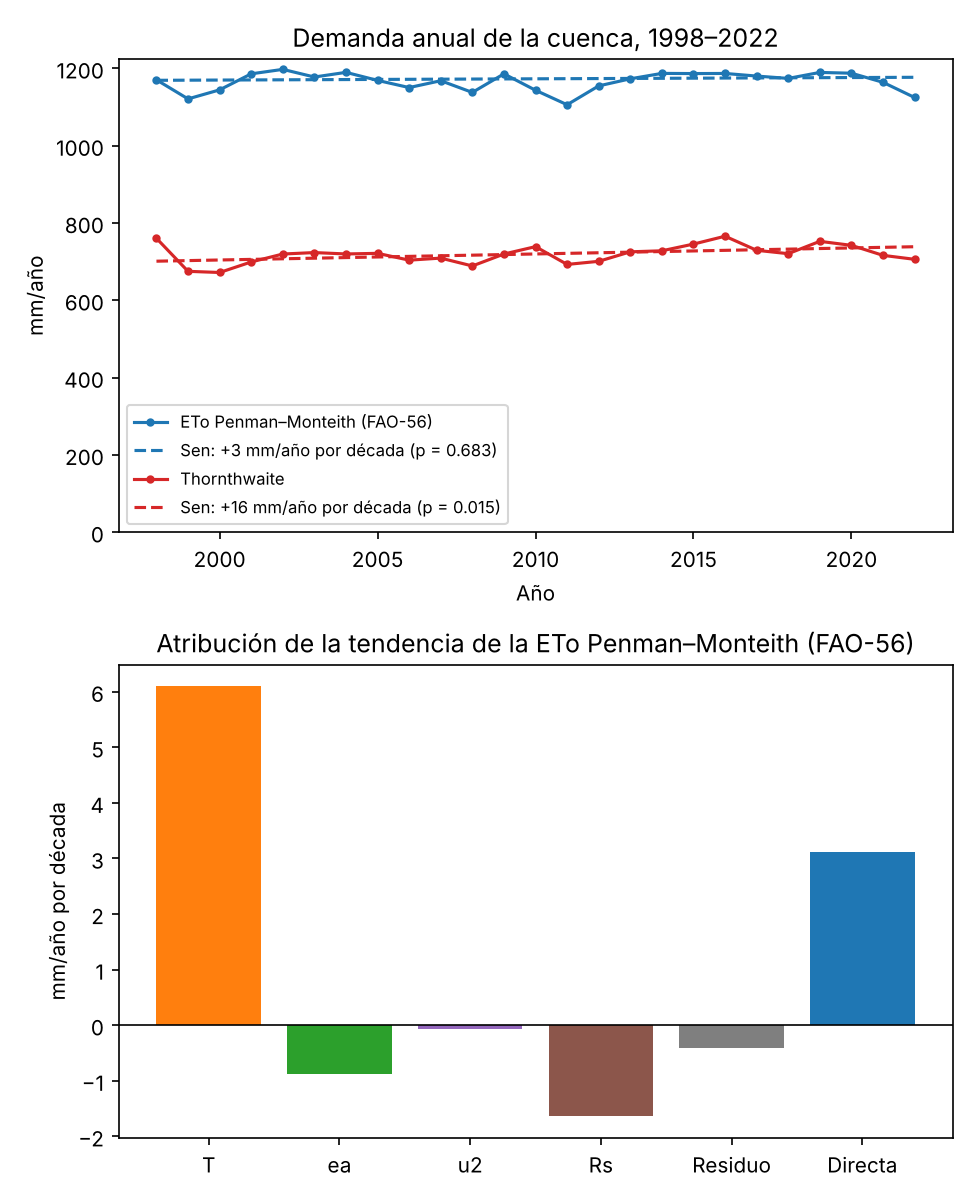 Demanda anual de la cuenca, 1998–2022
mm/año
1200
1000
800
600
400
200
0
ETo Penman–Monteith (FAO-56)
Sen: +3 mm/año por década (p = 0.683)
Thornthwaite
Sen: +16 mm/año por década (p = 0.015)
2000 2005 2010 2015 2020
Año
Atribución de la tendencia de la ETo Penman–Monteith (FAO-56)
mm/año por década
6
5
4
3
2
1
0
−1
−2
T ea u2 Rs Residuo Directa